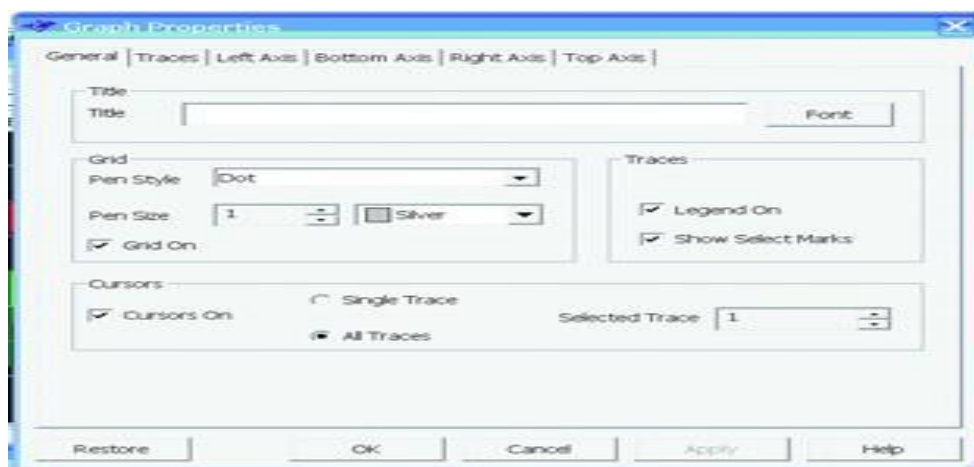 Graph Properties
General Traces Left Axis Bottom Axis Right Axis Top Axis
Title
Title Font
Grid
Pen Style Dot
Pen Size 1 Silver
Grid On
Traces
Legend On
Show Select Marks
Cursors
Cursors On
Single Trace
All Traces
Selected Trace 1
Restore OK Cancel Apply Help